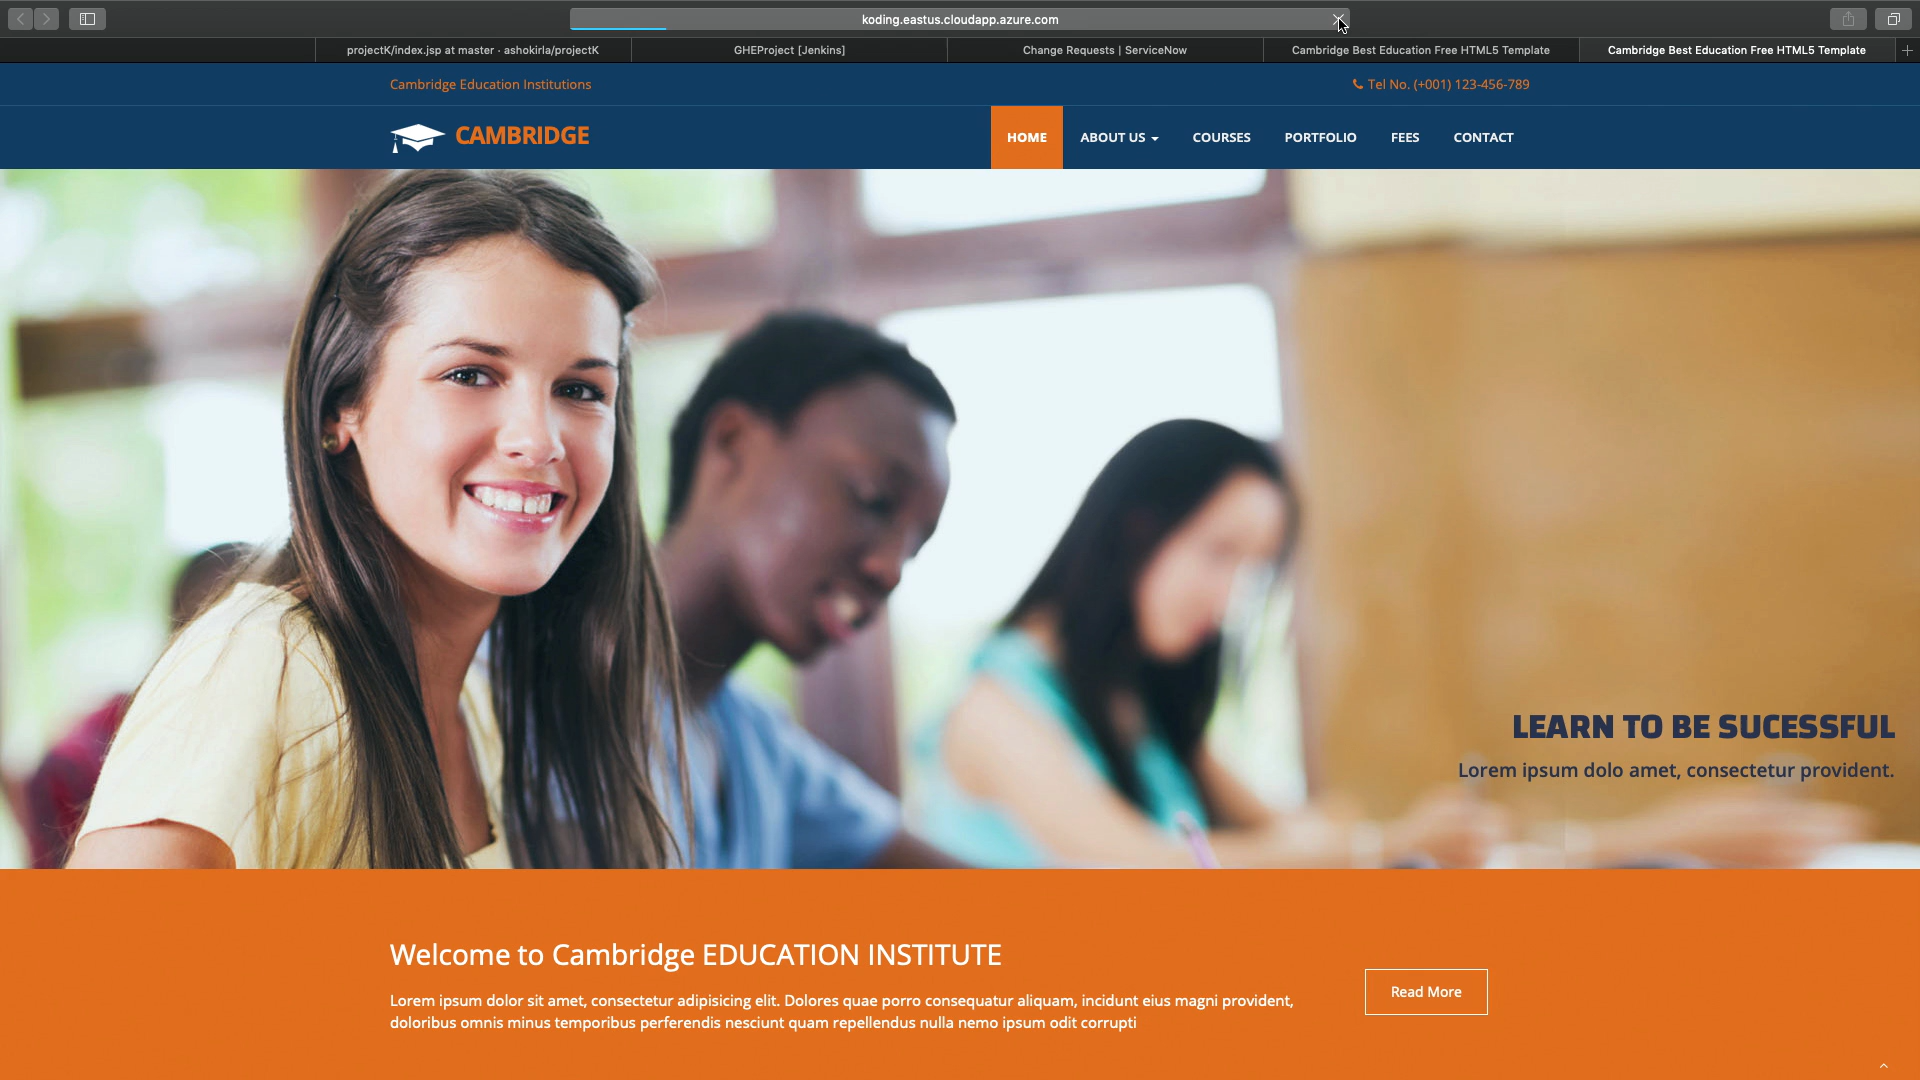 koding.eastus.cloudapp.azure.com
projectK/index.jsp at master · ashokirla/projectK
GHEProject [Jenkins]
Change Requests | ServiceNow
Cambridge Best Education Free HTML5 Template
Cambridge Best Education Free HTML5 Template
Cambridge Education Institutions
Tel No. (+001) 123-456-789
CAMBRIDGE
HOME
ABOUT US
COURSES
PORTFOLIO
FEES
CONTACT
LEARN TO BE SUCESSFUL
Lorem ipsum dolo amet, consectetur provident.
Welcome to Cambridge EDUCATION INSTITUTE
Lorem ipsum dolor sit amet, consectetur adipisicing elit. Dolores quae porro consequatur aliquam, incidunt eius magni provident,
doloribus omnis minus temporibus perferendis nesciunt quam repellendus nulla nemo ipsum odit corrupti
Read More